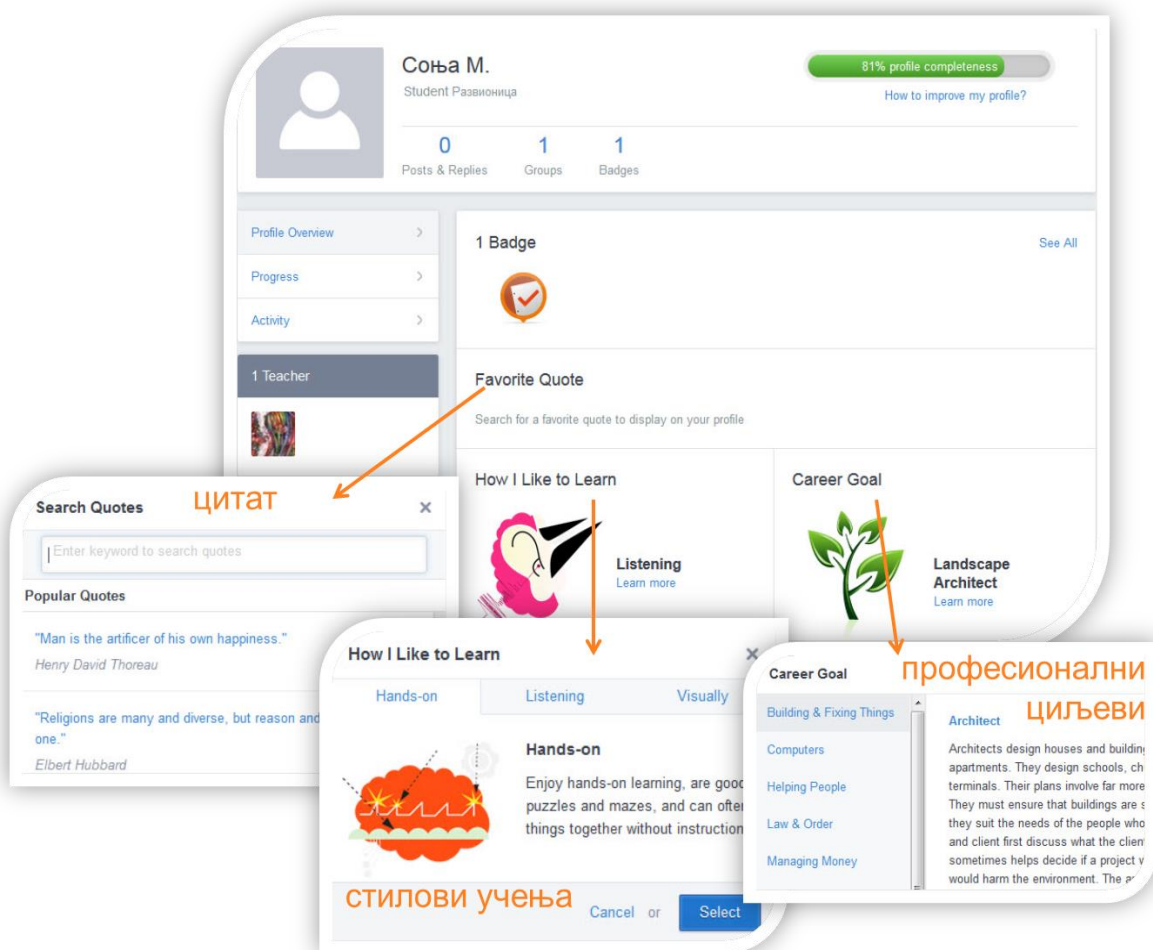 Соња М.
Student Развионица
81% profile completeness
How to improve my profile?
0 1 1
Posts & Replies Groups Badges
Profile Overview
Progress
Activity
1 Teacher
1 Badge
See All
Favorite Quote
Search for a favorite quote to display on your profile
How I Like to Learn
Listening
Learn more
Career Goal
Landscape
Architect
Learn more
Search Quotes
цитат
Enter keyword to search quotes
Popular Quotes
"Man is the artificer of his own happiness."
Henry David Thoreau
"Religions are many and diverse, but reason and
one."
Elbert Hubbard
How I Like to Learn
Hands-on Listening Visually
Hands-on
Enjoy hands-on learning, are good
puzzles and mazes, and can often
things together without instruction
стилови учења
Cancel or Select
Career Goal
професионални
циљеви
Building & Fixing Things
Computers
Helping People
Law & Order
Managing Money
Architect
Architects design houses and building
apartments. They design schools, ch
terminals. Their plans involve far more
They must ensure that buildings are s
they suit the needs of the people who
and client first discuss what the client
sometimes helps decide if a project w
would harm the environment. The